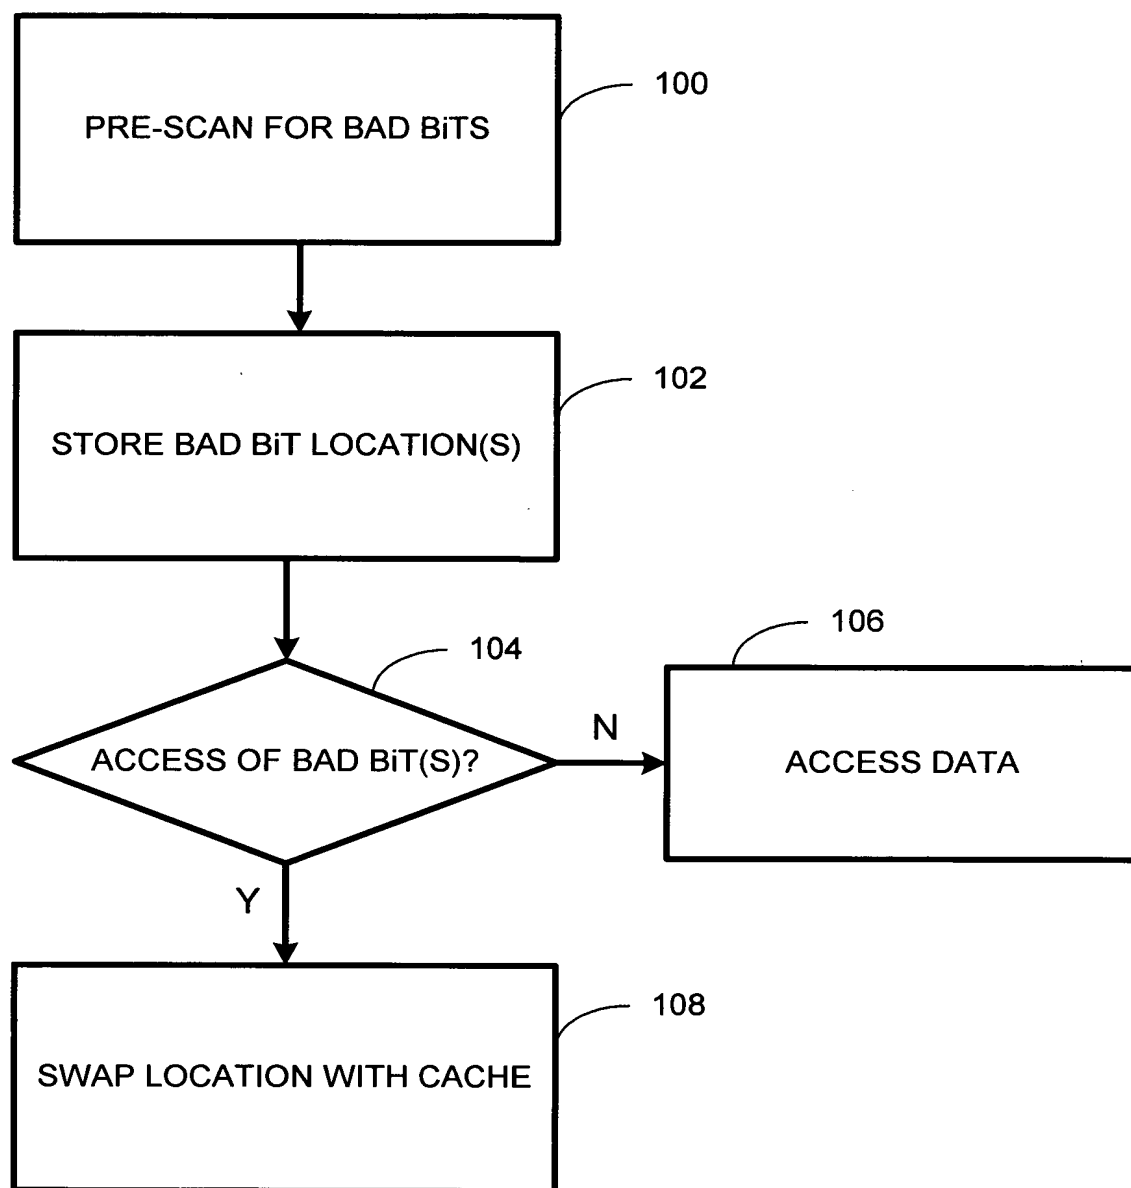 PRE-SCAN FOR BAD BiTS
100
STORE BAD BiT LOCATION(S)
102
104
ACCESS OF BAD BiT(S)?
N
106
ACCESS DATA
Y
SWAP LOCATION WITH CACHE
108